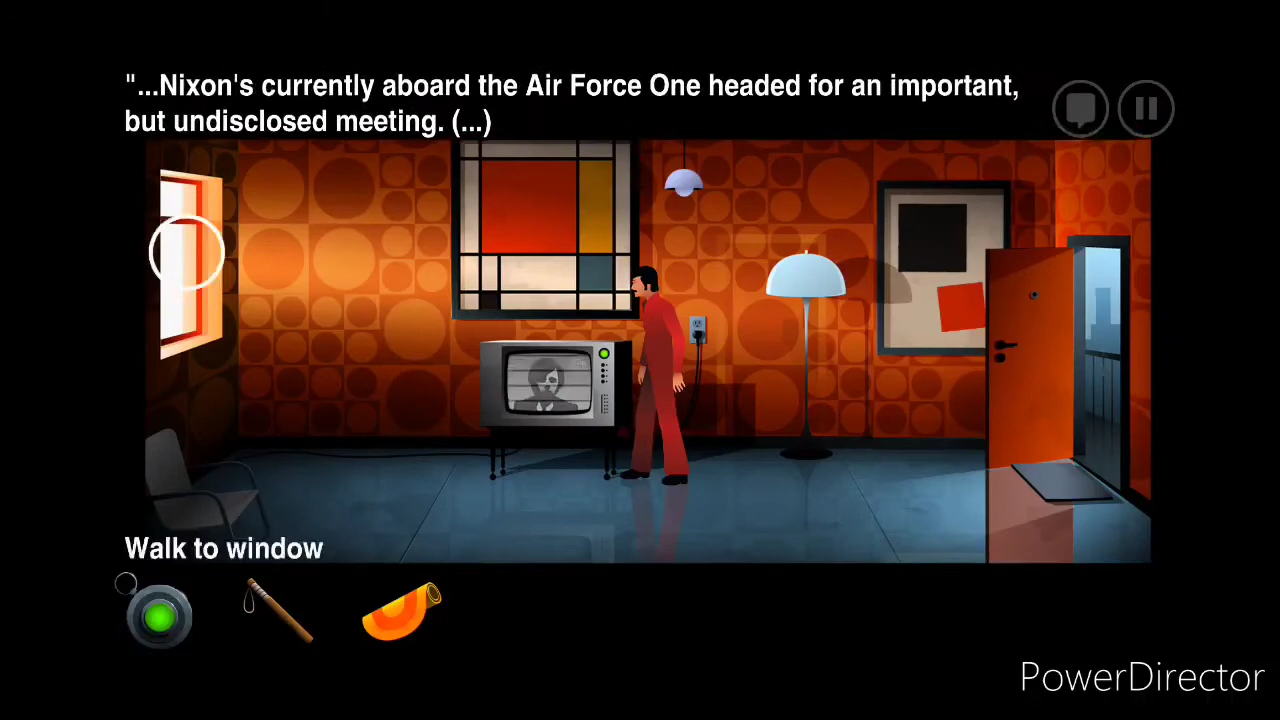 "...Nixon's currently aboard the Air Force One headed for an important,
but undisclosed meeting. (...)
Walk to window
PowerDirector